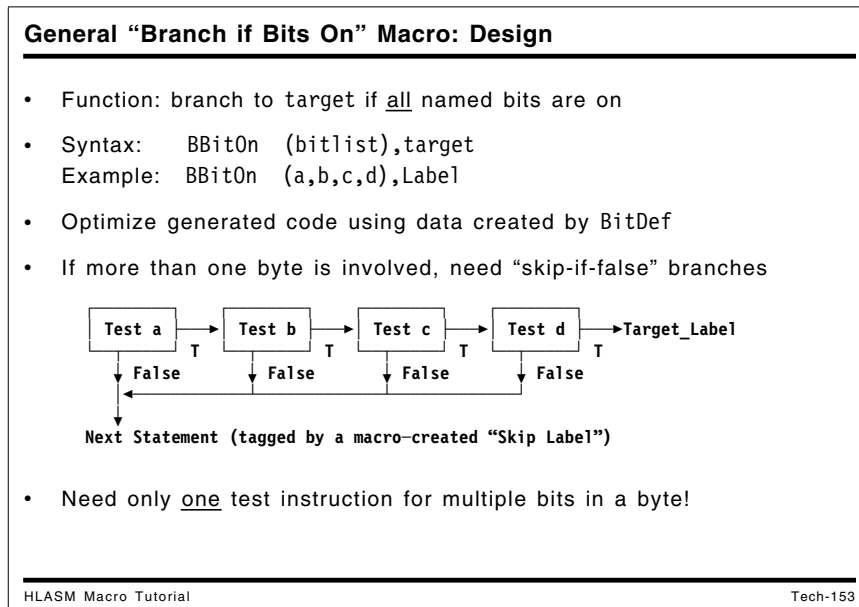 General “Branch if Bits On” Macro: Design
• Function: branch to target if all named bits are on
• Syntax: BBitOn (bitlist),target
Example: BBitOn (a,b,c,d),Label
• Optimize generated code using data created by BitDef
• If more than one byte is involved, need “skip-if-false” branches
Test a Test b Test c Test d Target_Label
T T T T
False False False False
Next Statement (tagged by a macro-created “Skip Label”)
• Need only one test instruction for multiple bits in a byte!
HLASM Macro Tutorial Tech-153